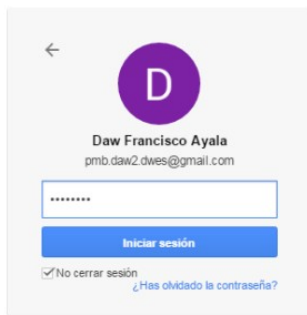 D
Daw Francisco Ayala
pmb.daw2.dwes@gmail.com
••••••••
Iniciar sesión
No cerrar sesión
¿Has olvidado la contraseña?